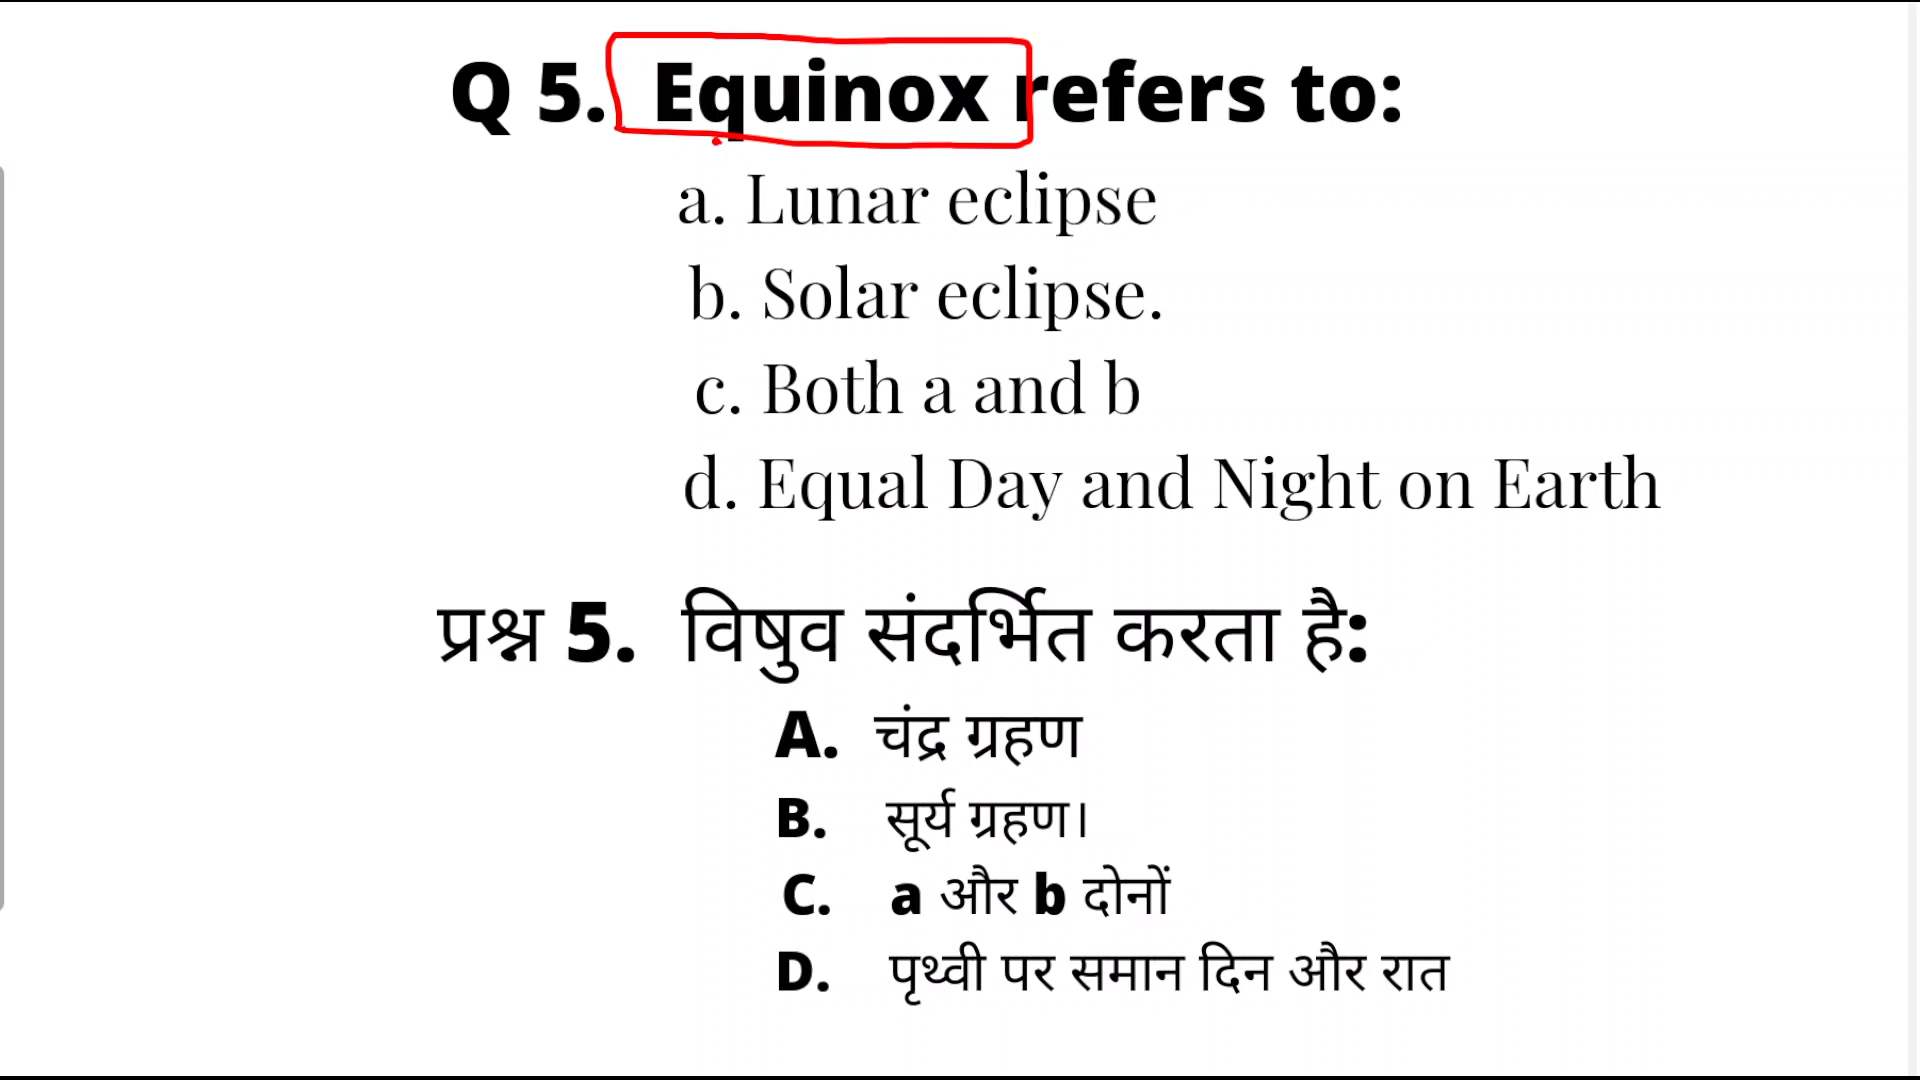 Q 5. Equinox refers to:
a. Lunar eclipse
b. Solar eclipse.
c. Both a and b
d. Equal Day and Night on Earth
प्रश्न 5. विषुव संदर्भित करता है:
A. चंद्र ग्रहण
B. सूर्य ग्रहण।
C. a और b दोनों
D. पृथ्वी पर समान दिन और रात